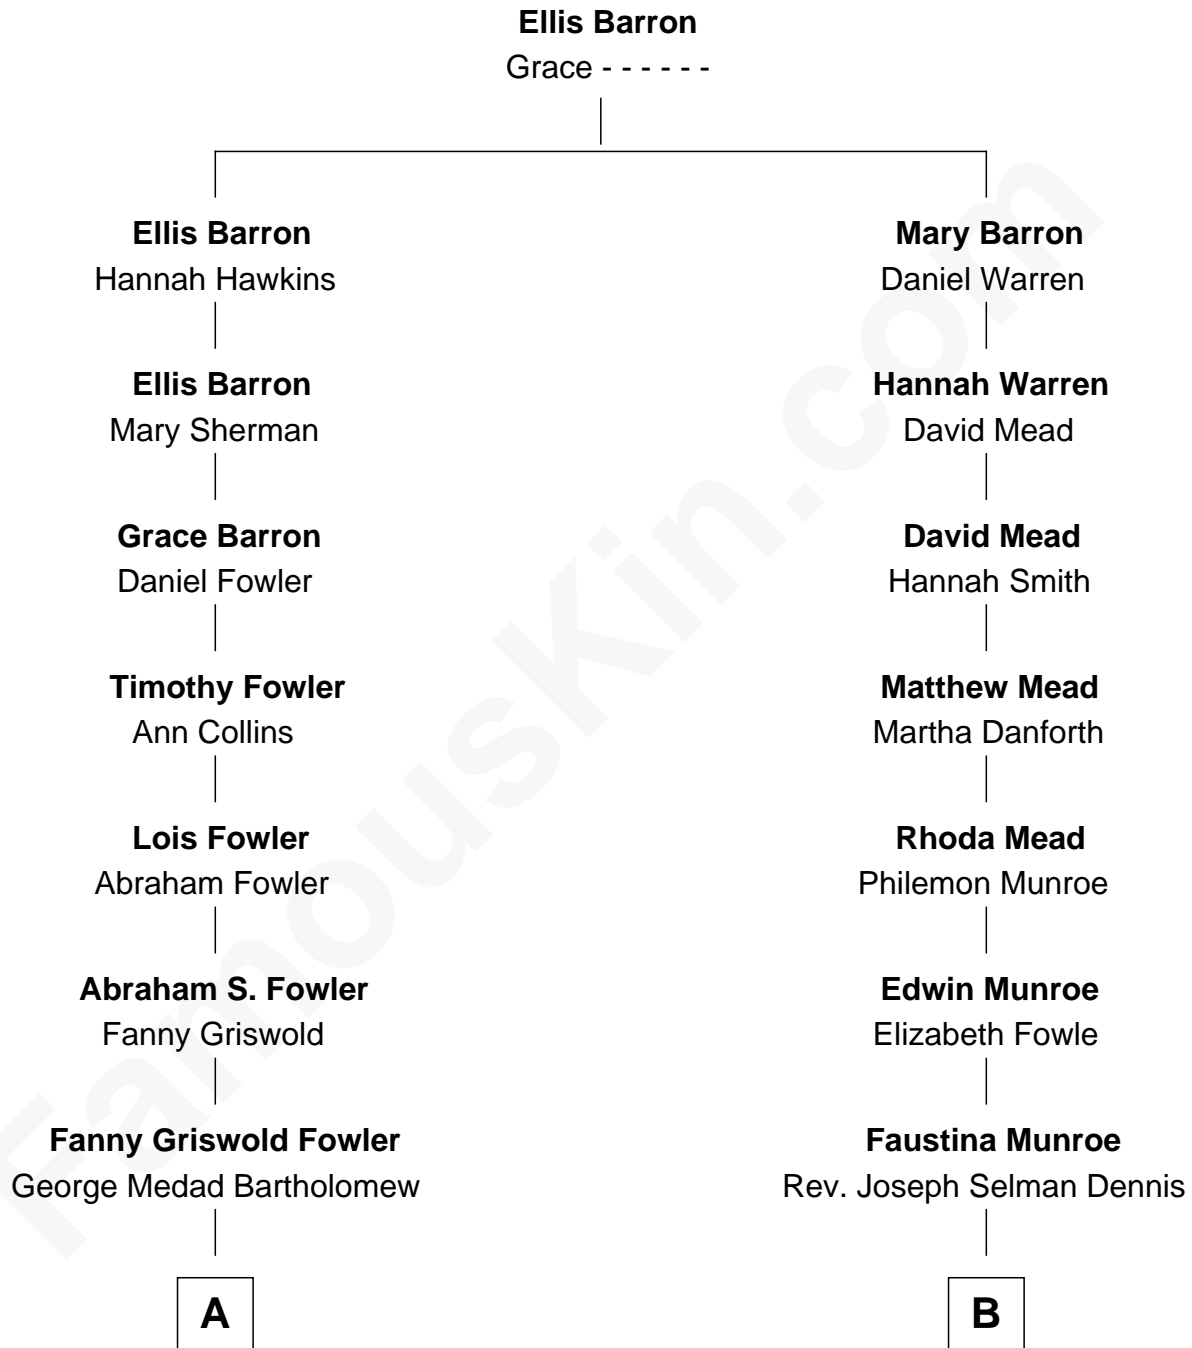 Ellis Barron
Grace - - - - - -
Ellis Barron
Hannah Hawkins
Mary Barron
Daniel Warren
Ellis Barron
Mary Sherman
Hannah Warren
David Mead
Grace Barron
Daniel Fowler
David Mead
Hannah Smith
Timothy Fowler
Ann Collins
Matthew Mead
Martha Danforth
Lois Fowler
Abraham Fowler
Rhoda Mead
Philemon Munroe
Abraham S. Fowler
Fanny Griswold
Edwin Munroe
Elizabeth Fowle
Fanny Griswold Fowler
George Medad Bartholomew
Faustina Munroe
Rev. Joseph Selman Dennis
A
B
FamousKin.com